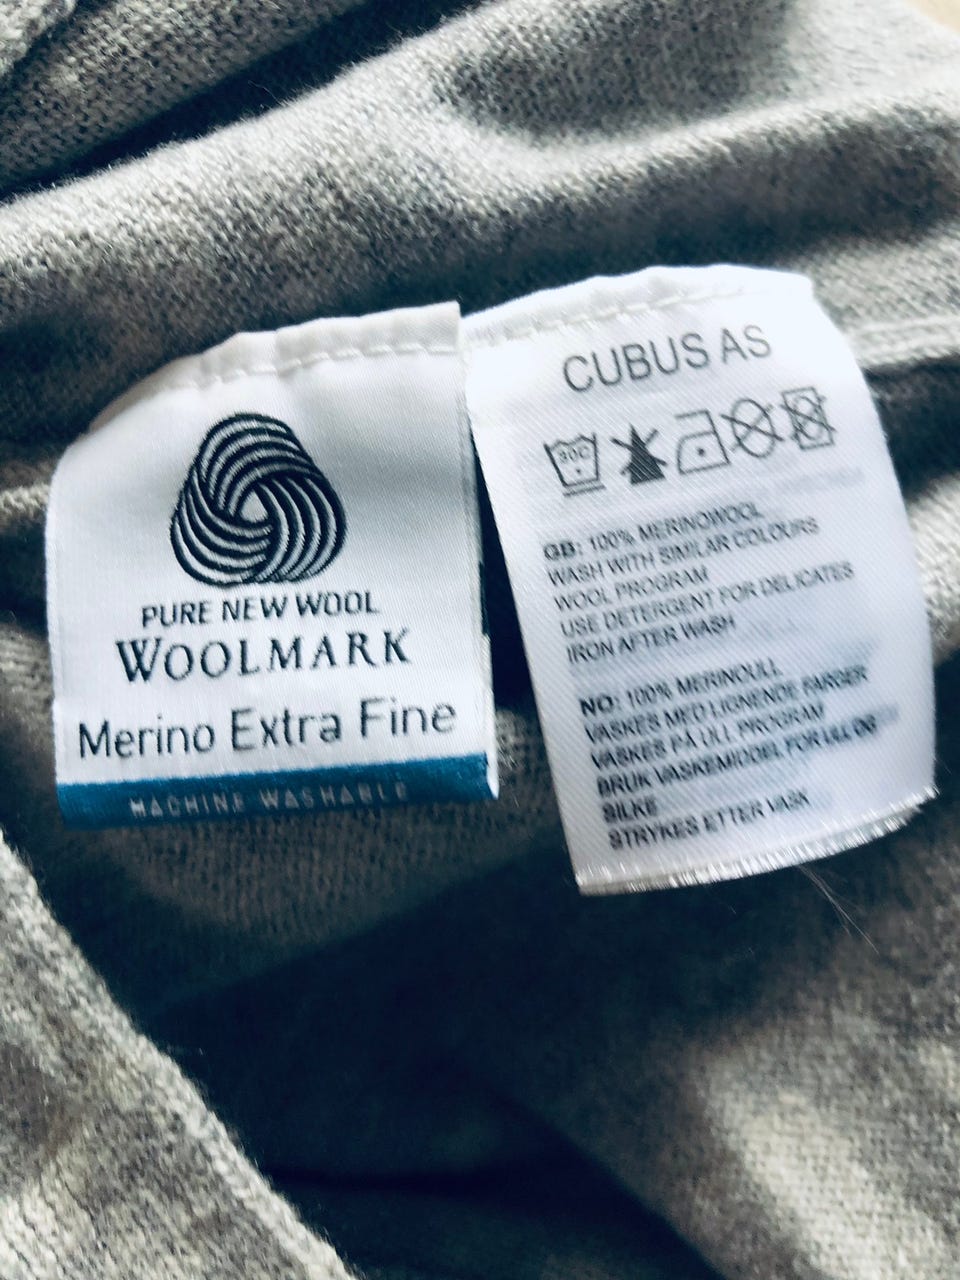 PURE NEW WOOL
WOOLMARK
Merino Extra Fine
MACHINE WASHABLE
CUBUS AS
30C
GB: 100% MERINOWOOL
WASH WITH SIMILAR COLOURS
WOOL PROGRAM
USE DETERGENT FOR DELICATES
IRON AFTER WASH
NO: 100% MERINOULL
VASKES MED LIGNENDE FARGER
VASKES PÅ ULL PROGRAM
BRUK VASKEMIDDEL FOR ULL OG
SILKE
STRYKES ETTER VASK